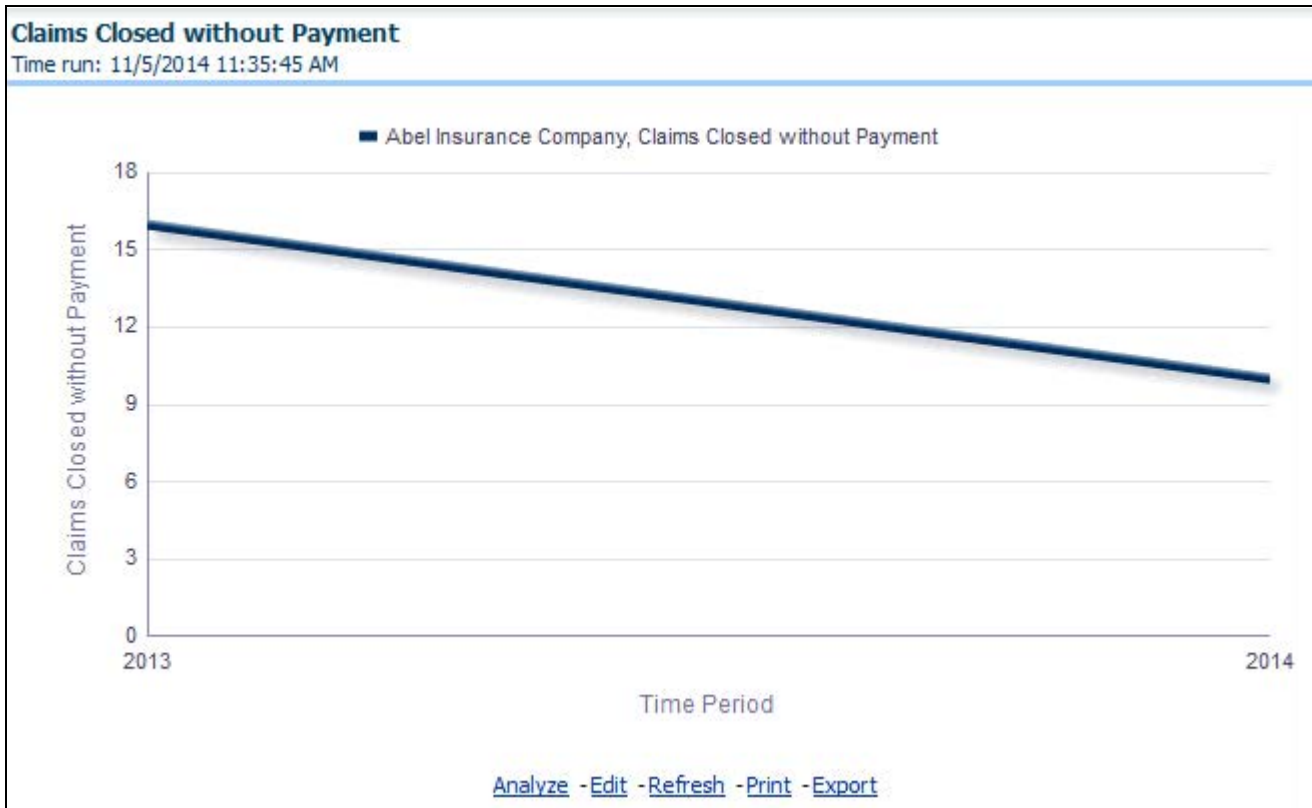 Claims Closed without Payment
Time run: 11/5/2014 11:35:45 AM
Abel Insurance Company, Claims Closed without Payment
18
15
12
9
6
3
0
Claims Closed without Payment
2013
2014
Time Period
Analyze - Edit - Refresh - Print - Export